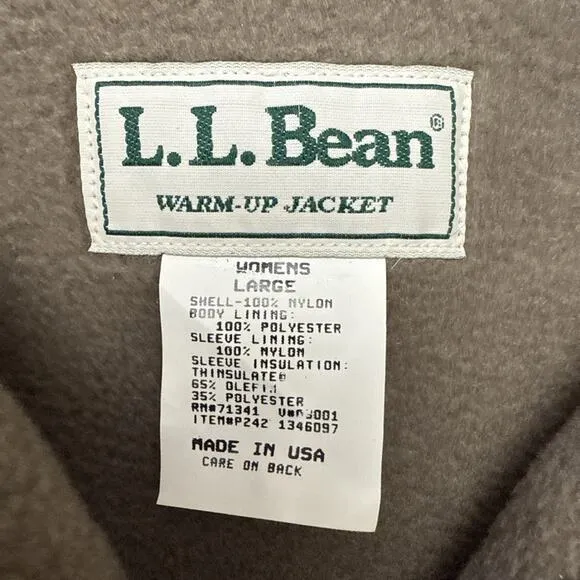 L.L.Bean®
WARM-UP JACKET
WOMENS
LARGE
SHELL-100% NYLON
BODY LINING:
100% POLYESTER
SLEEVE LINING:
100% NYLON
SLEEVE INSULATION:
THINSULATE®
65% OLEFIN
35% POLYESTER
RN#71341
ITEM#P242 1346097
MADE IN USA
CARE ON BACK